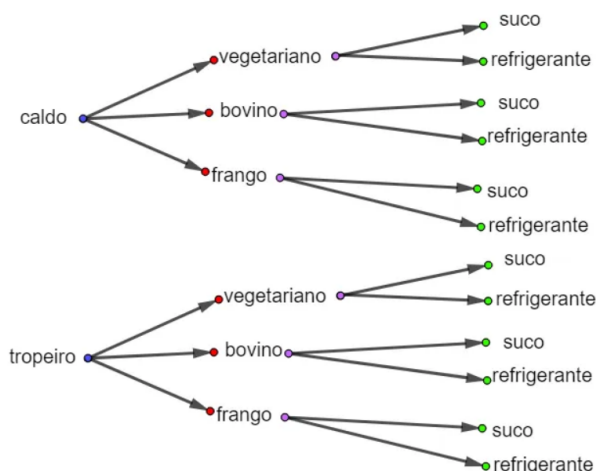 suco
vegetariano
refrigerante
caldo
bovino
suco
refrigerante
frango
suco
refrigerante
suco
vegetariano
refrigerante
tropeiro
bovino
suco
refrigerante
frango
suco
refrigerante